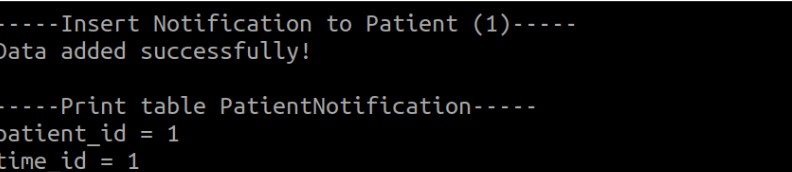 -----Insert Notification to Patient (1)-----
Data added successfully!
-----Print table PatientNotification-----
patient_id = 1
time_id = 1